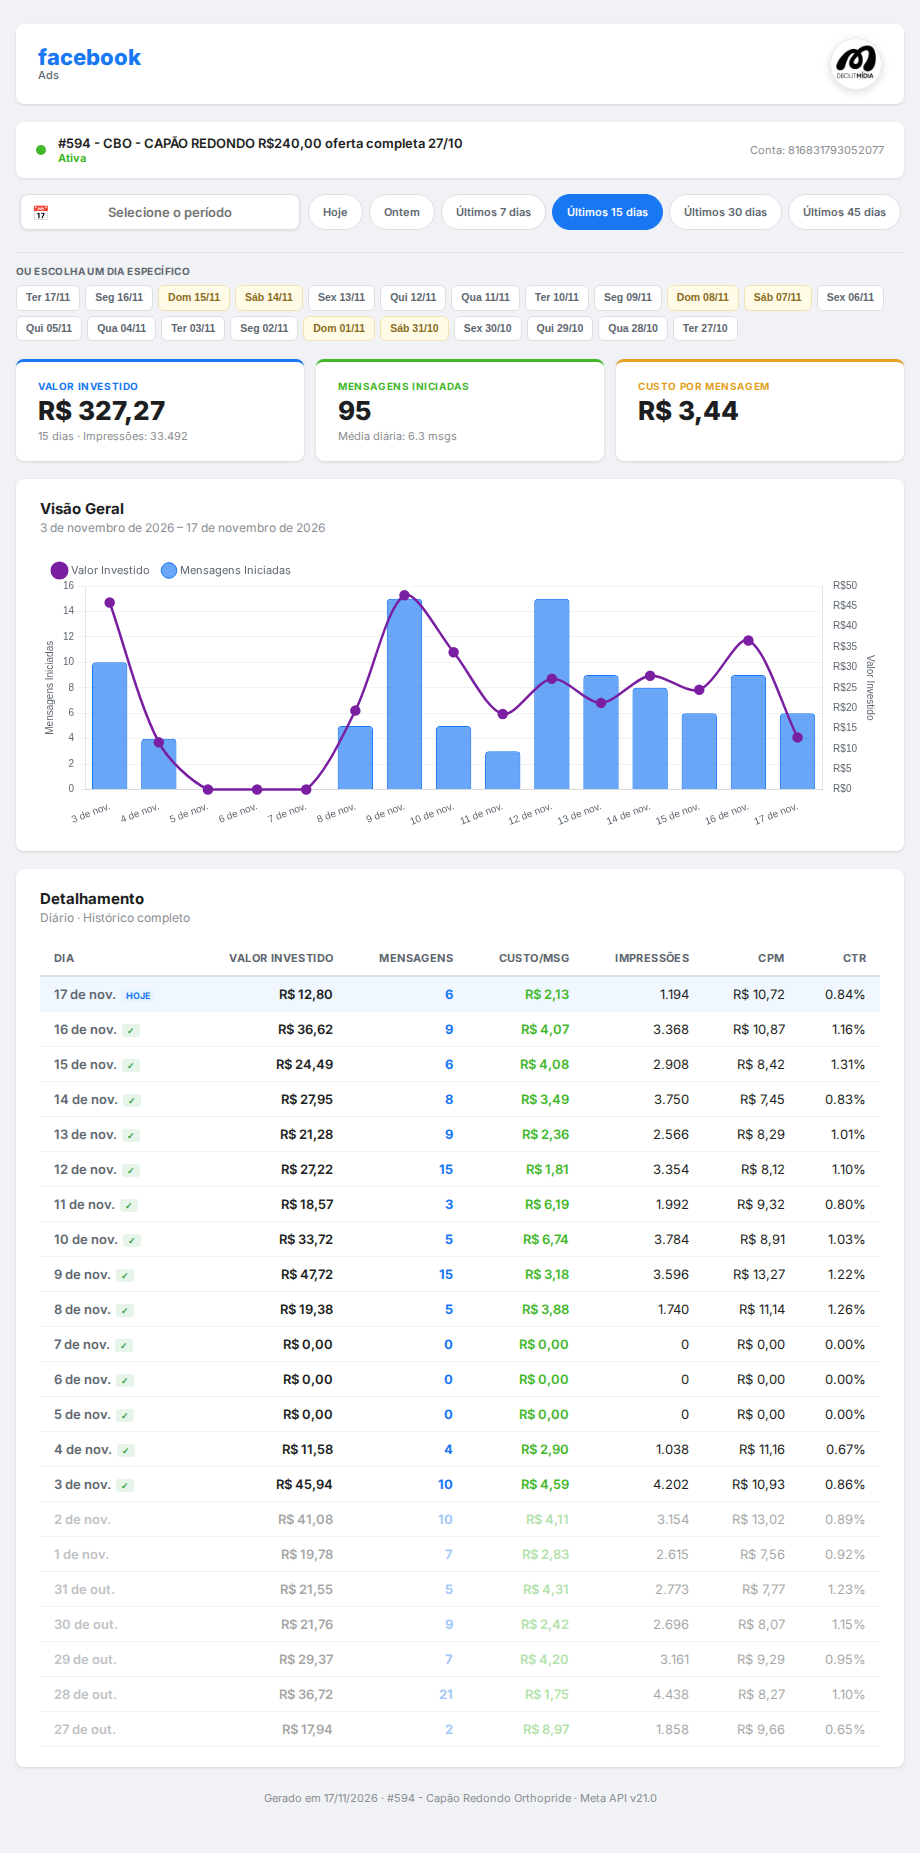 facebook
Ads
DBOUTMÍDIA
#594 - CBO - CAPÃO REDONDO R$240,00 oferta completa 27/10
Ativa
Conta: 816831793052077
Selecione o período
Hoje
Ontem
Últimos 7 dias
Últimos 15 dias
Últimos 30 dias
Últimos 45 dias
OU ESCOLHA UM DIA ESPECÍFICO
Ter 17/11 Seg 16/11 Dom 15/11 Sáb 14/11 Sex 13/11 Qui 12/11 Qua 11/11 Ter 10/11 Seg 09/11 Dom 08/11 Sáb 07/11 Sex 06/11
Qui 05/11 Qua 04/11 Ter 03/11 Seg 02/11 Dom 01/11 Sáb 31/10 Sex 30/10 Qui 29/10 Qua 28/10 Ter 27/10
VALOR INVESTIDO
R$ 327,27
15 dias · Impressões: 33.492
MENSAGENS INICIADAS
95
Média diária: 6.3 msgs
CUSTO POR MENSAGEM
R$ 3,44
Visão Geral
3 de novembro de 2026 – 17 de novembro de 2026
Valor Investido Mensagens Iniciadas
Mensagens Iniciadas
16
14
12
10
8
6
4
2
0
R$50
R$45
R$40
R$35
R$30
R$25
R$20
R$15
R$10
R$5
R$0
Valor Investido
3 de nov. 4 de nov. 5 de nov. 6 de nov. 7 de nov. 8 de nov. 9 de nov. 10 de nov. 11 de nov. 12 de nov. 13 de nov. 14 de nov. 15 de nov. 16 de nov. 17 de nov.
Detalhamento
Diário · Histórico completo
DIA VALOR INVESTIDO MENSAGENS CUSTO/MSG IMPRESSÕES CPM CTR
17 de nov. HOJE R$ 12,80 6 R$ 2,13 1.194 R$ 10,72 0.84%
16 de nov. ✓ R$ 36,62 9 R$ 4,07 3.368 R$ 10,87 1.16%
15 de nov. ✓ R$ 24,49 6 R$ 4,08 2.908 R$ 8,42 1.31%
14 de nov. ✓ R$ 27,95 8 R$ 3,49 3.750 R$ 7,45 0.83%
13 de nov. ✓ R$ 21,28 9 R$ 2,36 2.566 R$ 8,29 1.01%
12 de nov. ✓ R$ 27,22 15 R$ 1,81 3.354 R$ 8,12 1.10%
11 de nov. ✓ R$ 18,57 3 R$ 6,19 1.992 R$ 9,32 0.80%
10 de nov. ✓ R$ 33,72 5 R$ 6,74 3.784 R$ 8,91 1.03%
9 de nov. ✓ R$ 47,72 15 R$ 3,18 3.596 R$ 13,27 1.22%
8 de nov. ✓ R$ 19,38 5 R$ 3,88 1.740 R$ 11,14 1.26%
7 de nov. ✓ R$ 0,00 0 R$ 0,00 0 R$ 0,00 0.00%
6 de nov. ✓ R$ 0,00 0 R$ 0,00 0 R$ 0,00 0.00%
5 de nov. ✓ R$ 0,00 0 R$ 0,00 0 R$ 0,00 0.00%
4 de nov. ✓ R$ 11,58 4 R$ 2,90 1.038 R$ 11,16 0.67%
3 de nov. ✓ R$ 45,94 10 R$ 4,59 4.202 R$ 10,93 0.86%
2 de nov. R$ 41,08 10 R$ 4,11 3.154 R$ 13,02 0.89%
1 de nov. R$ 19,78 7 R$ 2,83 2.615 R$ 7,56 0.92%
31 de out. R$ 21,55 5 R$ 4,31 2.773 R$ 7,77 1.23%
30 de out. R$ 21,76 9 R$ 2,42 2.696 R$ 8,07 1.15%
29 de out. R$ 29,37 7 R$ 4,20 3.161 R$ 9,29 0.95%
28 de out. R$ 36,72 21 R$ 1,75 4.438 R$ 8,27 1.10%
27 de out. R$ 17,94 2 R$ 8,97 1.858 R$ 9,66 0.65%
Gerado em 17/11/2026 · #594 - Capão Redondo Orthopride · Meta API v21.0